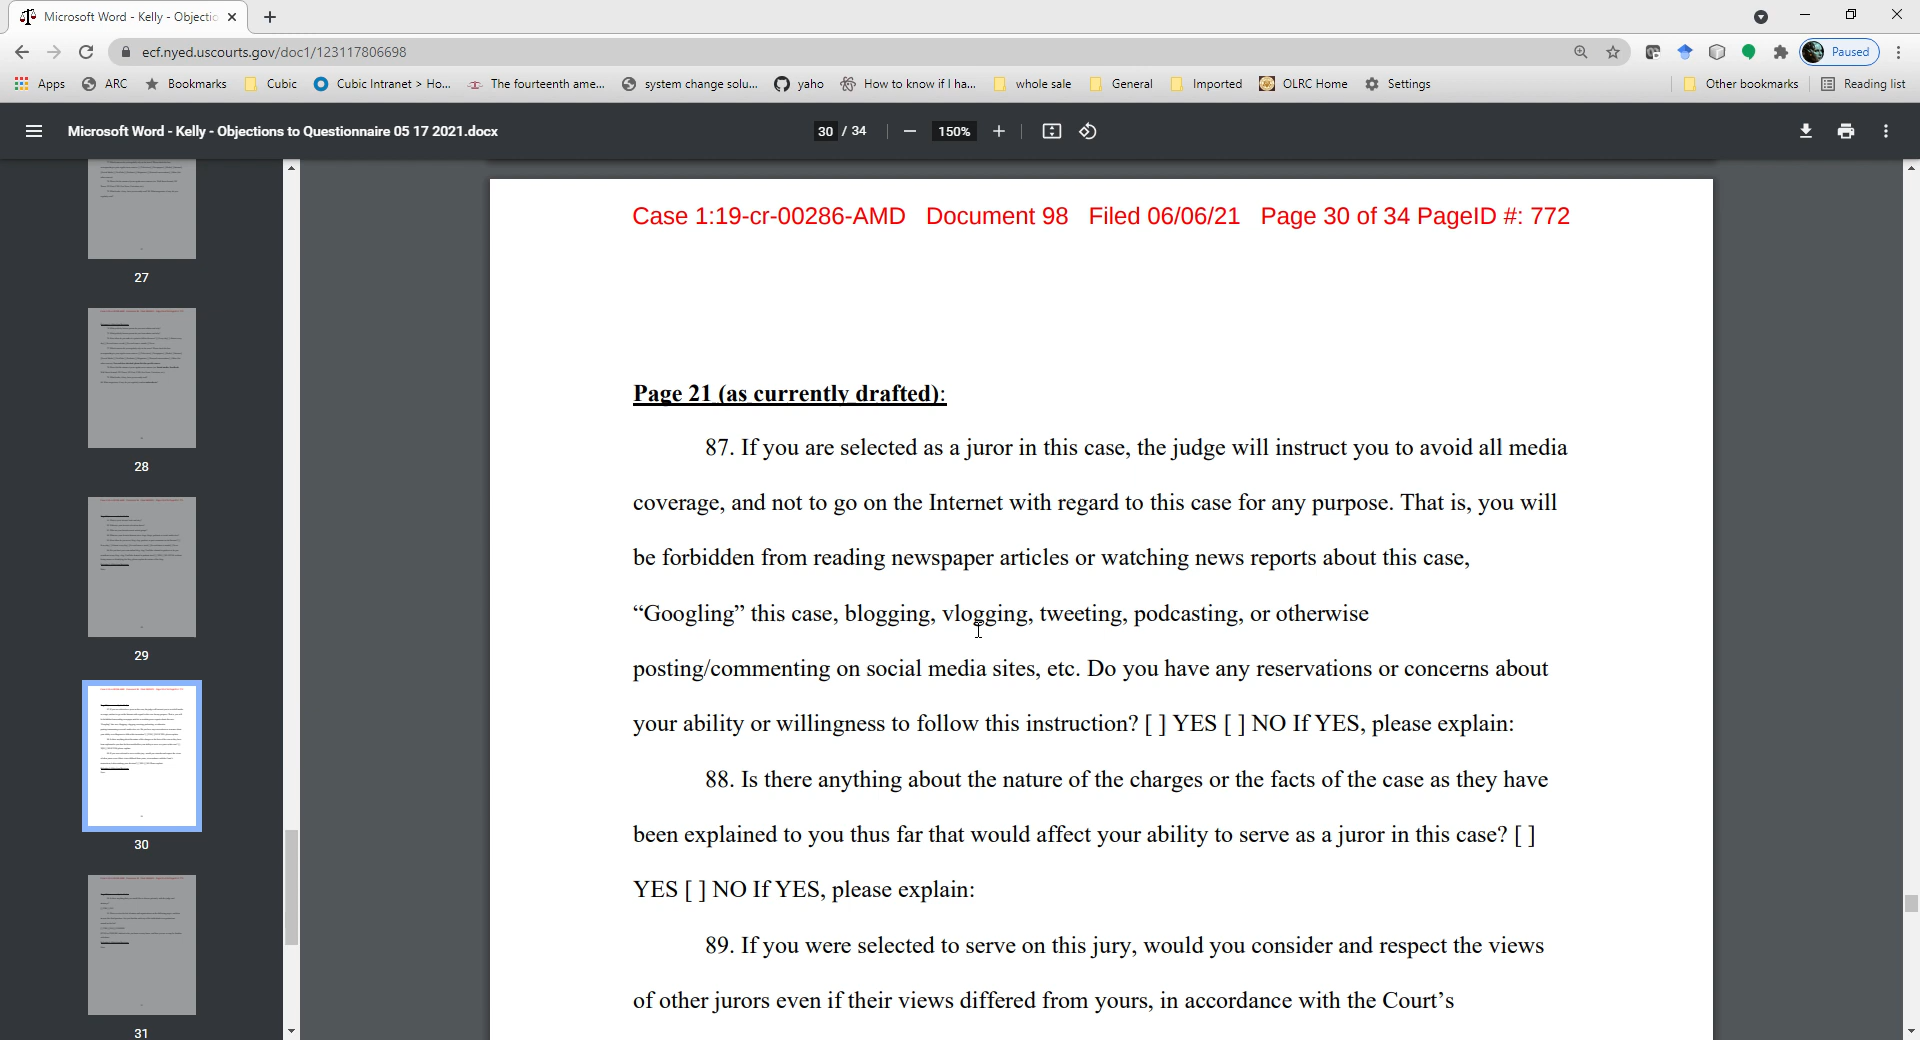 Microsoft Word - Kelly - Objectio
ecf.nyed.uscourts.gov/doc1/123117806698
Paused
Apps
ARC
Bookmarks
Cubic
Cubic Intranet > Ho...
The fourteenth ame...
system change solu...
yaho
How to know if I ha...
whole sale
General
Imported
OLRC Home
Settings
Other bookmarks
Reading list
Microsoft Word - Kelly - Objections to Questionnaire 05 17 2021.docx
30 / 34
150%
27
28
29
30
31
Case 1:19-cr-00286-AMD Document 98 Filed 06/06/21 Page 30 of 34 PageID #: 772
Page 21 (as currently drafted):
87. If you are selected as a juror in this case, the judge will instruct you to avoid all media
coverage, and not to go on the Internet with regard to this case for any purpose. That is, you will
be forbidden from reading newspaper articles or watching news reports about this case,
“Googling” this case, blogging, vlogging, tweeting, podcasting, or otherwise
posting/commenting on social media sites, etc. Do you have any reservations or concerns about
your ability or willingness to follow this instruction? [ ] YES [ ] NO If YES, please explain:
88. Is there anything about the nature of the charges or the facts of the case as they have
been explained to you thus far that would affect your ability to serve as a juror in this case? [ ]
YES [ ] NO If YES, please explain:
89. If you were selected to serve on this jury, would you consider and respect the views
of other jurors even if their views differed from yours, in accordance with the Court’s